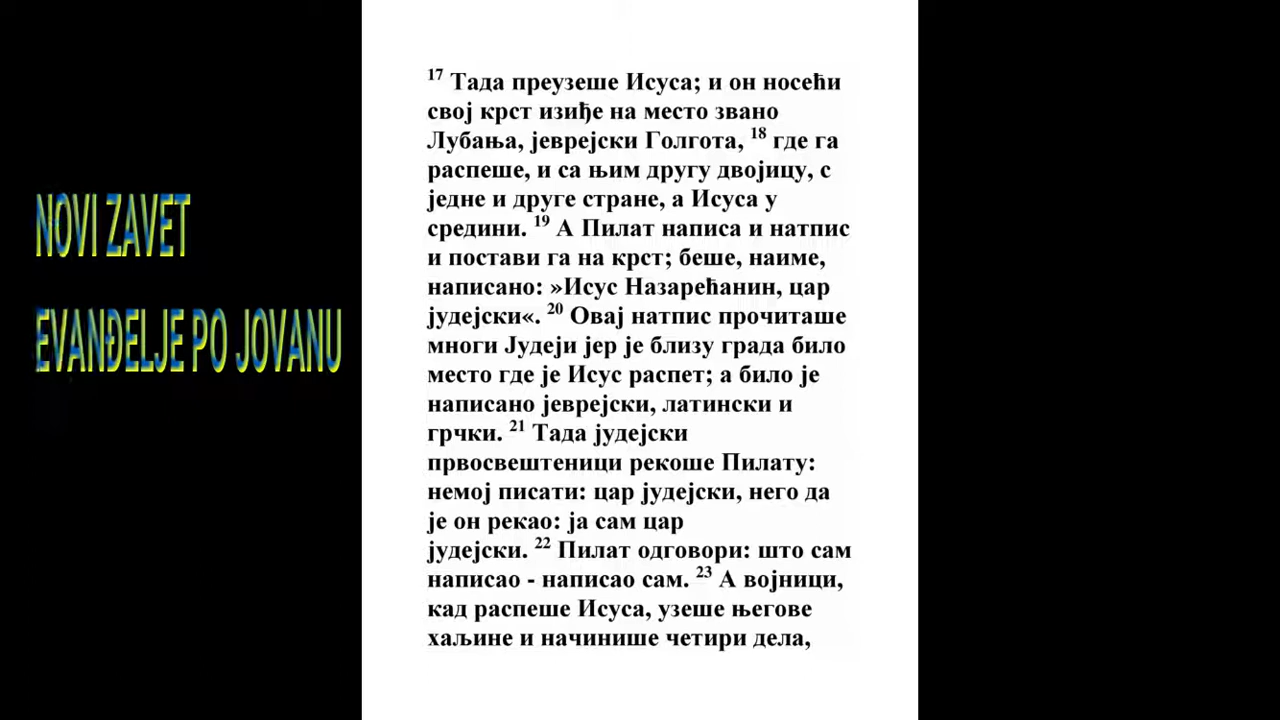 NOVI ZAVET
EVANĐELJE PO JOVANU
17 Тада преузеше Исуса; и он носећи
свој крст изиђе на место звано
Лубања, јеврејски Голгота, 18 где га
распеше, и са њим другу двојицу, с
једне и друге стране, а Исуса у
средини. 19 А Пилат написа и натпис
и постави га на крст; беше, наиме,
написано: »Исус Назарећанин, цар
јудејски«. 20 Овај натпис прочиташе
многи Јудеји јер је близу града било
место где је Исус распет; а било је
написано јеврејски, латински и
грчки. 21 Тада јудејски
првосвештеници рекоше Пилату:
немој писати: цар јудејски, него да
је он рекао: ја сам цар
јудејски. 22 Пилат одговори: што сам
написао - написао сам. 23 А војници,
кад распеше Исуса, узеше његове
хаљине и начинише четири дела,